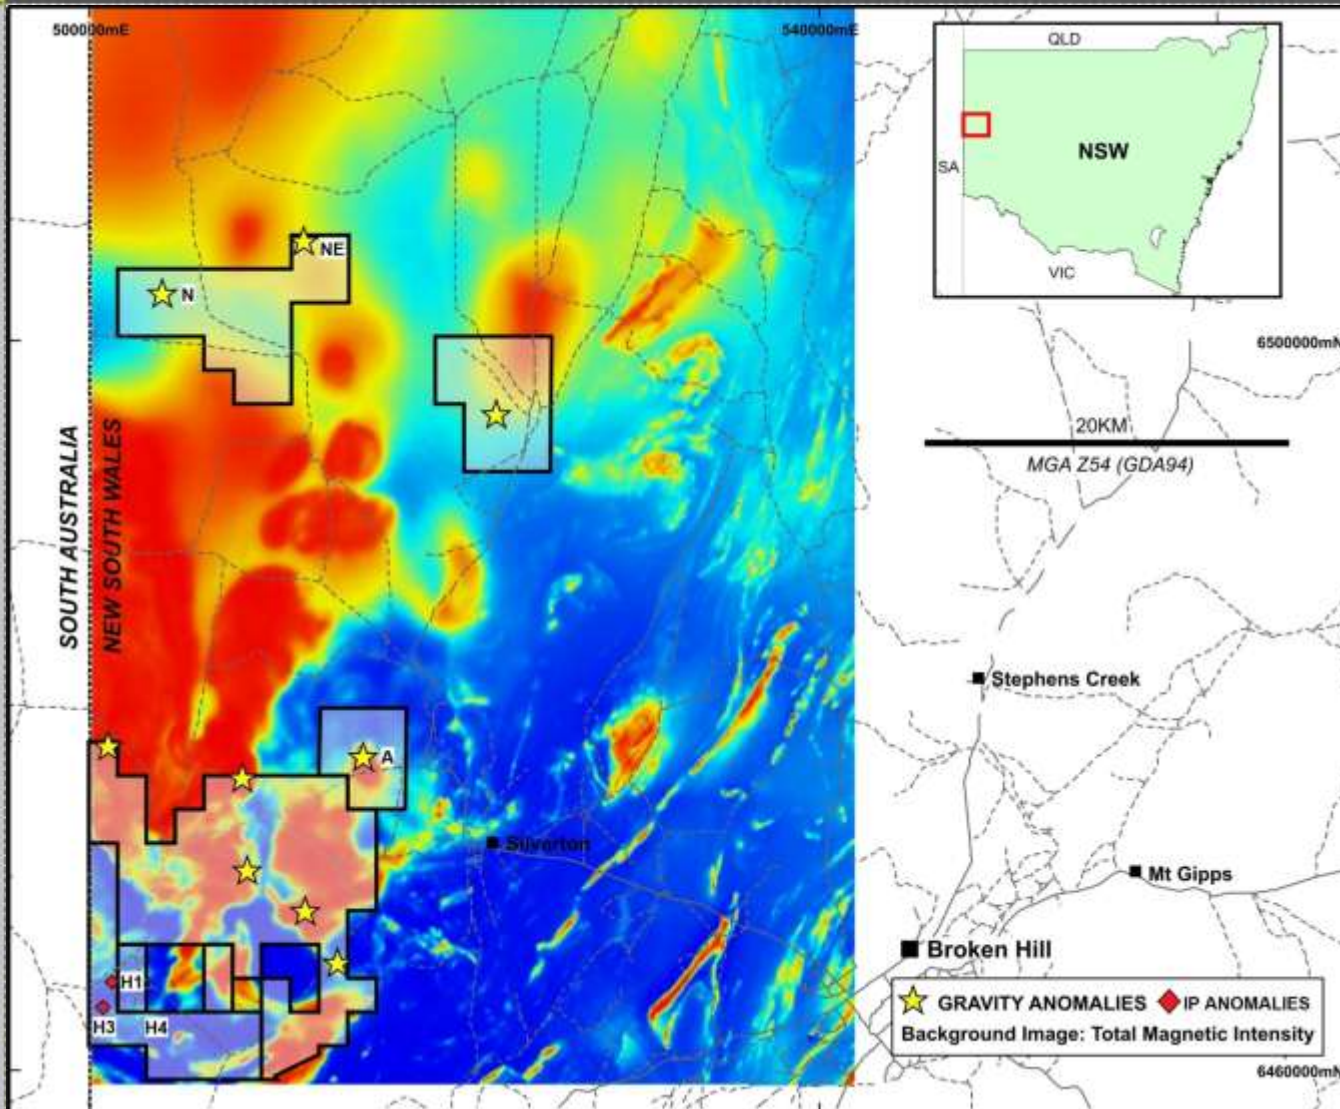 500000mE
540000mE
QLD
SA
NSW
VIC
NE
N
6500000mN
20KM
MGA Z54 (GDA94)
SOUTH AUSTRALIA
NEW SOUTH WALES
Stephens Creek
A
Silverton
Mt Gipps
Broken Hill
H1
H3
H4
GRAVITY ANOMALIES
IP ANOMALIES
Background Image: Total Magnetic Intensity
6460000mN